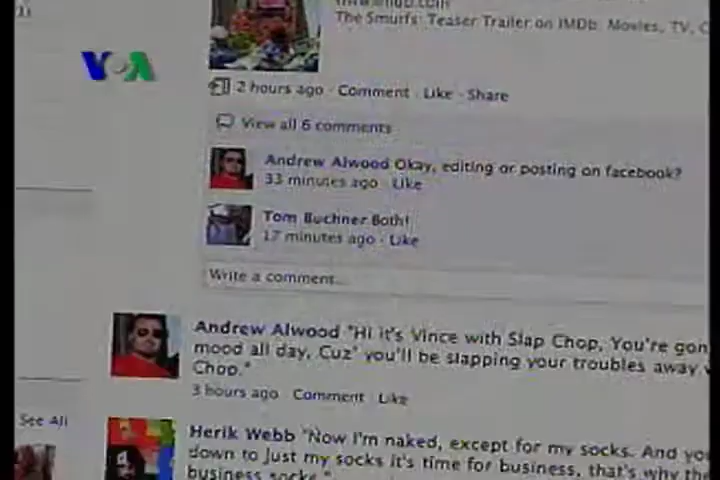 VOA
The Smurfs: Teaser Trailer on IMDb: Movies, TV, C
2 hours ago · Comment · Like · Share
View all 6 comments
Andrew Alwood Okay, editing or posting on facebook?
33 minutes ago · Like
Tom Buchner Both!
17 minutes ago · Like
Write a comment...
Andrew Alwood "Hi it's Vince with Slap Chop, You're gon
mood all day, Cuz' you'll be slapping your troubles away
Chop."
3 hours ago · Comment · Like
See All
Herik Webb "Now I'm naked, except for my socks. And yo
down to just my socks it's time for business, that's why the
business socks."